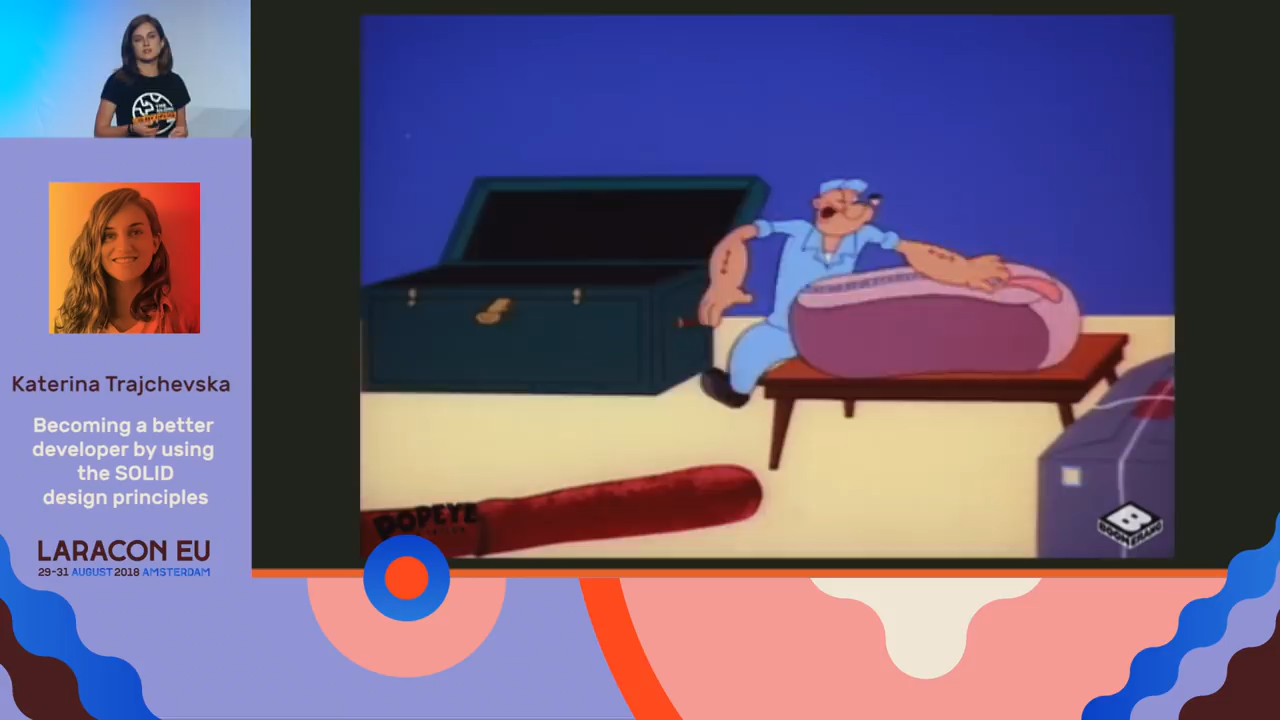 Katerina Trajchevska
Becoming a better
developer by using
the SOLID
design principles
LARACON EU
29-31 AUGUST 2018 AMSTERDAM
POPEYE
BOOMERANG